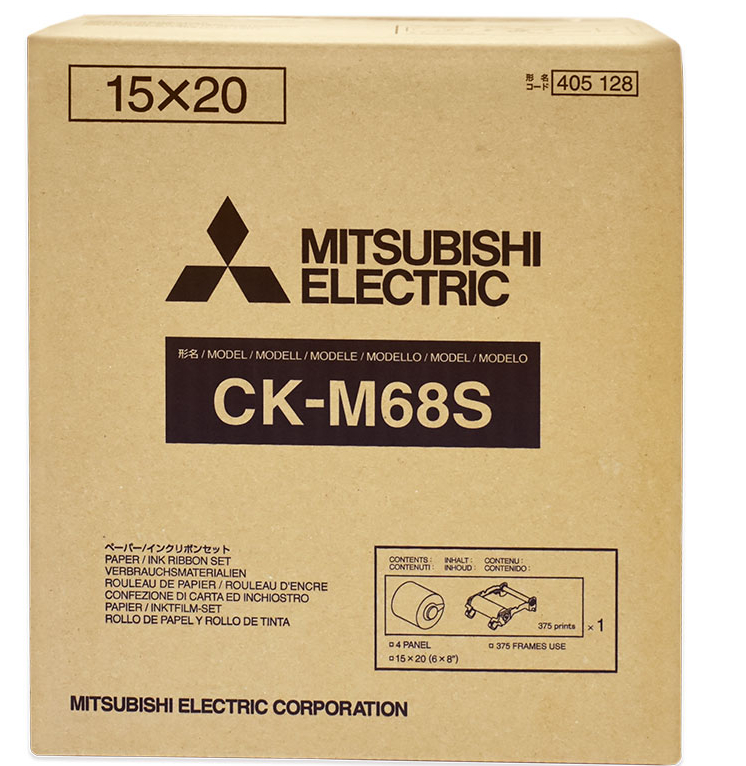 15×20
形名コード 405 128
MITSUBISHI
ELECTRIC
形名 / MODEL / MODELL / MODELE / MODELLO / MODEL / MODELO
CK-M68S
ペーパー/インクリボンセット
PAPER / INK RIBBON SET
VERBRAUCHSMATERIALIEN
ROULEAU DE PAPIER / ROULEAU D'ENCRE
CONFEZIONE DI CARTA ED INCHIOSTRO
PAPIER / INKTFILM-SET
ROLLO DE PAPEL Y ROLLO DE TINTA
CONTENTS : INHALT : CONTENU :
CONTENUTI : INHOUD : CONTENIDO :
375 prints × 1
□ 4 PANEL □ 375 FRAMES USE
□ 15 × 20 (6 × 8")
MITSUBISHI ELECTRIC CORPORATION